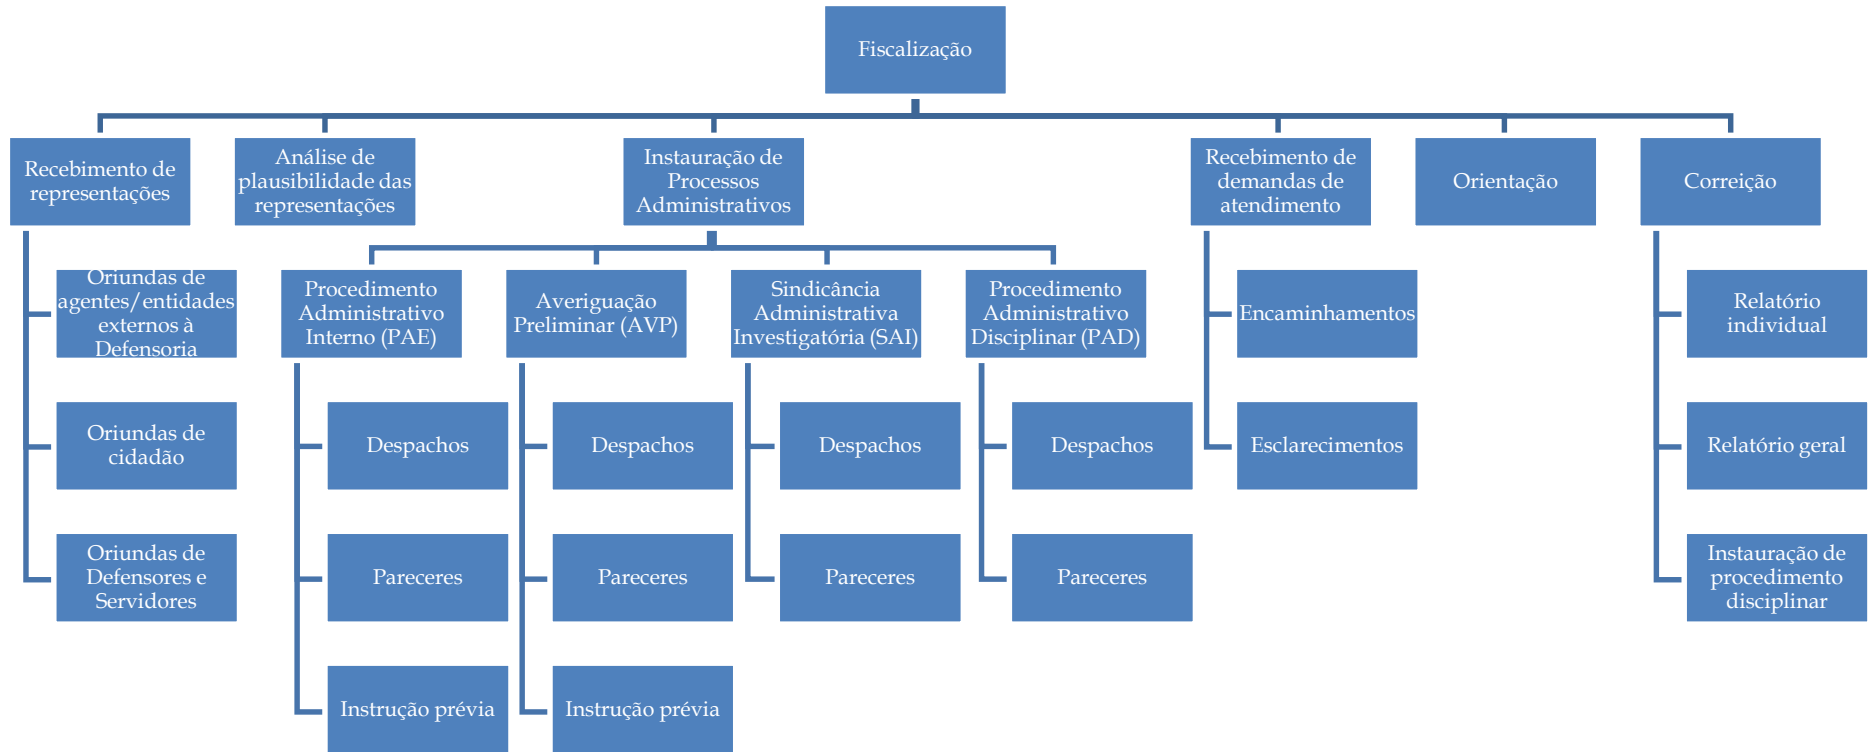 Fiscalização
Recebimento de
representações
Análise de
plausibilidade das
representações
Instauração de
Processos
Administrativos
Recebimento de
demandas de
atendimento
Orientação
Correição
Oriundas de
agentes/entidades
externos à
Defensoria
Oriundas de
cidadão
Oriundas de
Defensores e
Servidores
Procedimento
Administrativo
Interno (PAE)
Despachos
Pareceres
Instrução prévia
Averiguação
Preliminar (AVP)
Despachos
Pareceres
Instrução prévia
Sindicância
Administrativa
Investigatória (SAI)
Despachos
Pareceres
Procedimento
Administrativo
Disciplinar (PAD)
Despachos
Pareceres
Encaminhamentos
Esclarecimentos
Relatório
individual
Relatório geral
Instauração de
procedimento
disciplinar